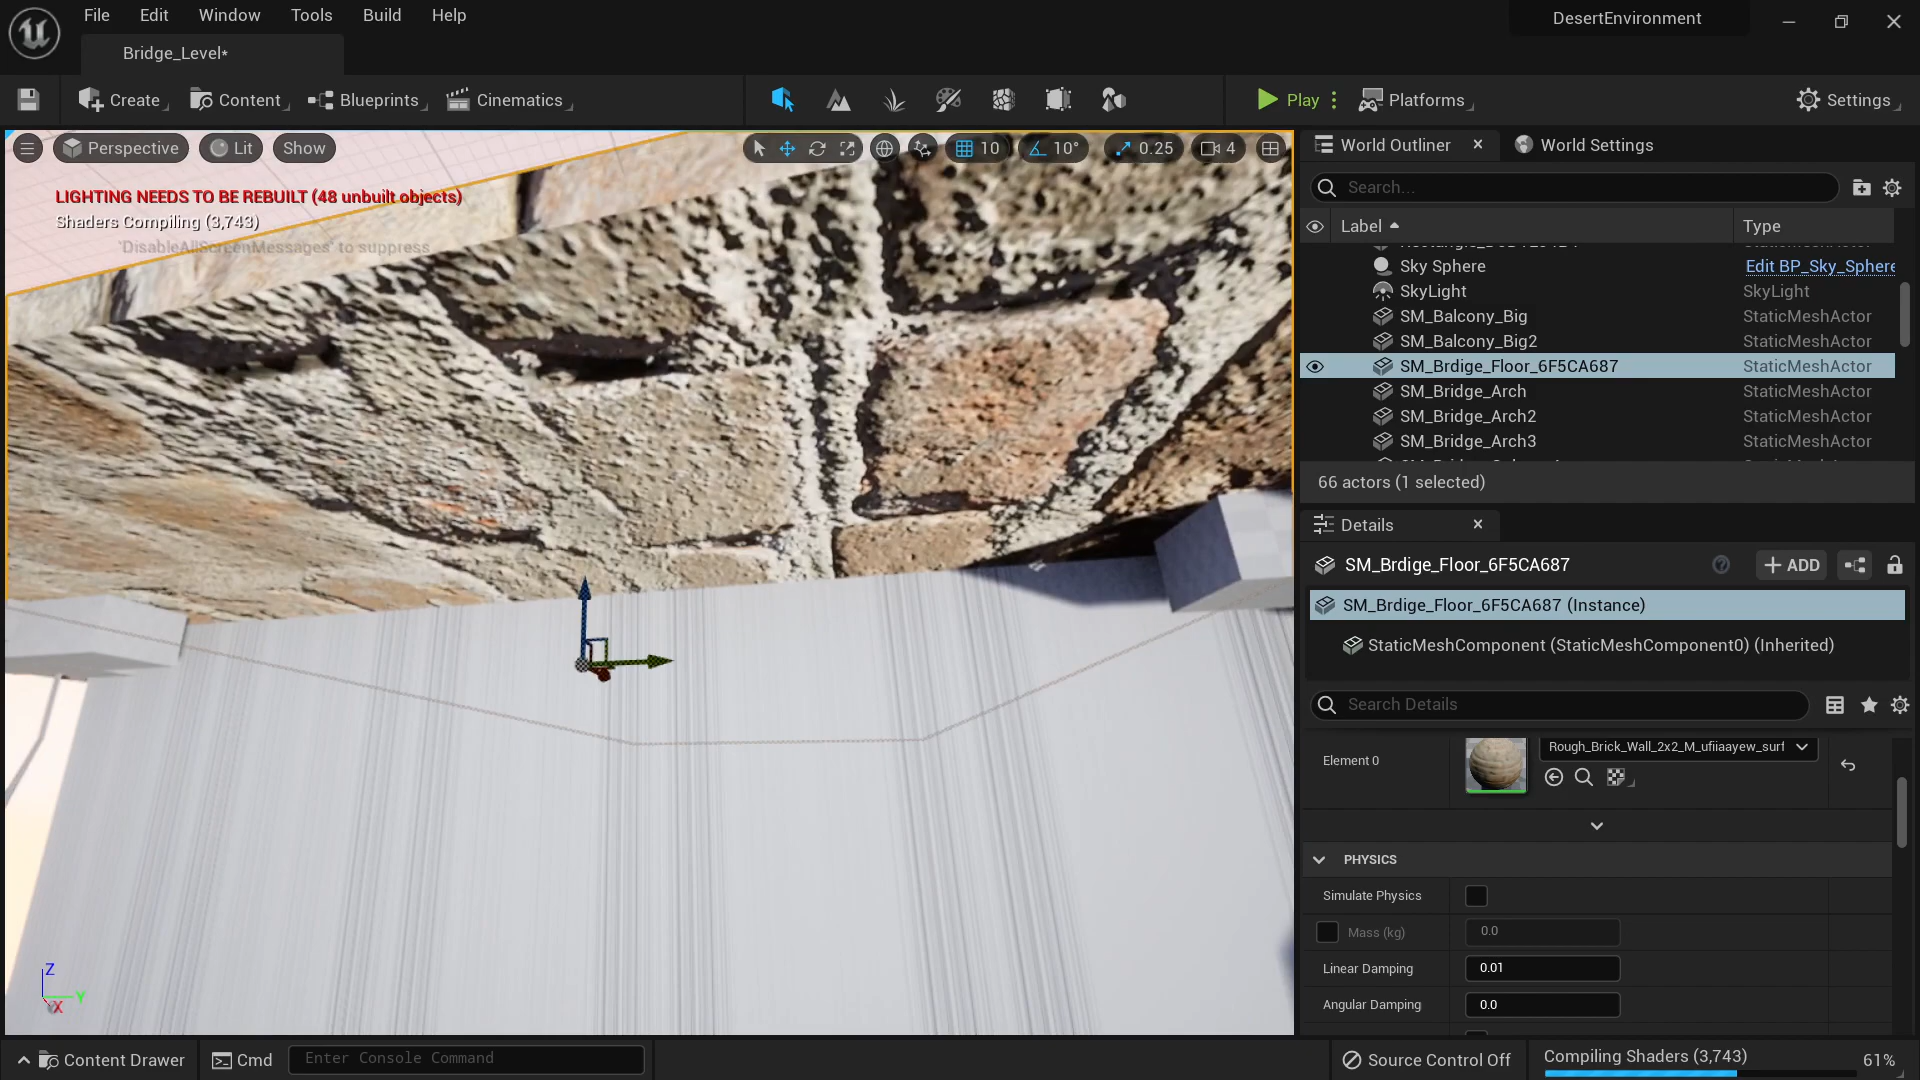 File Edit Window Tools Build Help
DesertEnvironment
Bridge_Level*
Create Content Blueprints Cinematics Play Platforms Settings
Perspective Lit Show 10 10° 0.25 4
LIGHTING NEEDS TO BE REBUILT (48 unbuilt objects)
Shaders Compiling (3,743)
'DisableAllScreenMessages' to suppress
World Outliner World Settings
Search...
Label Type
Sky Sphere Edit BP_Sky_Sphere
SkyLight SkyLight
SM_Balcony_Big StaticMeshActor
SM_Balcony_Big2 StaticMeshActor
SM_Brdige_Floor_6F5CA687 StaticMeshActor
SM_Bridge_Arch StaticMeshActor
SM_Bridge_Arch2 StaticMeshActor
SM_Bridge_Arch3 StaticMeshActor
66 actors (1 selected)
Details
SM_Brdige_Floor_6F5CA687 ADD
SM_Brdige_Floor_6F5CA687 (Instance)
StaticMeshComponent (StaticMeshComponent0) (Inherited)
Search Details
Element 0 Rough_Brick_Wall_2x2_M_ufiiaayew_surf
PHYSICS
Simulate Physics
Mass (kg) 0.0
Linear Damping 0.01
Angular Damping 0.0
Z
Y
X
Content Drawer Cmd Enter Console Command Source Control Off Compiling Shaders (3,743) 61%